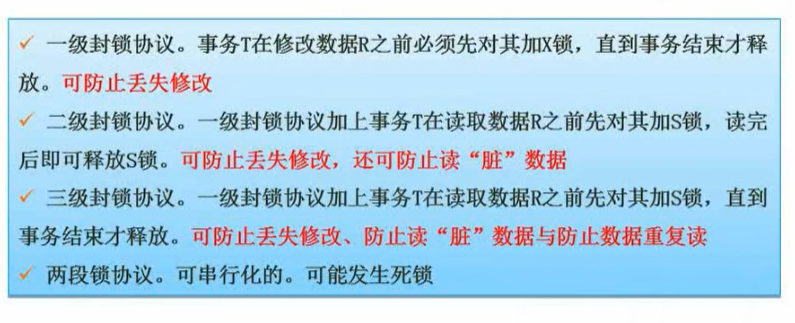 ✓ 一级封锁协议。事务T在修改数据R之前必须先对其加X锁，直到事务结束才释
放。可防止丢失修改
✓ 二级封锁协议。一级封锁协议加上事务T在读取数据R之前先对其加S锁，读完
后即可释放S锁。可防止丢失修改，还可防止读“脏”数据
✓ 三级封锁协议。一级封锁协议加上事务T在读取数据R之前先对其加S锁，直到
事务结束才释放。可防止丢失修改、防止读“脏”数据与防止数据重复读
✓ 两段锁协议。可串行化的。可能发生死锁